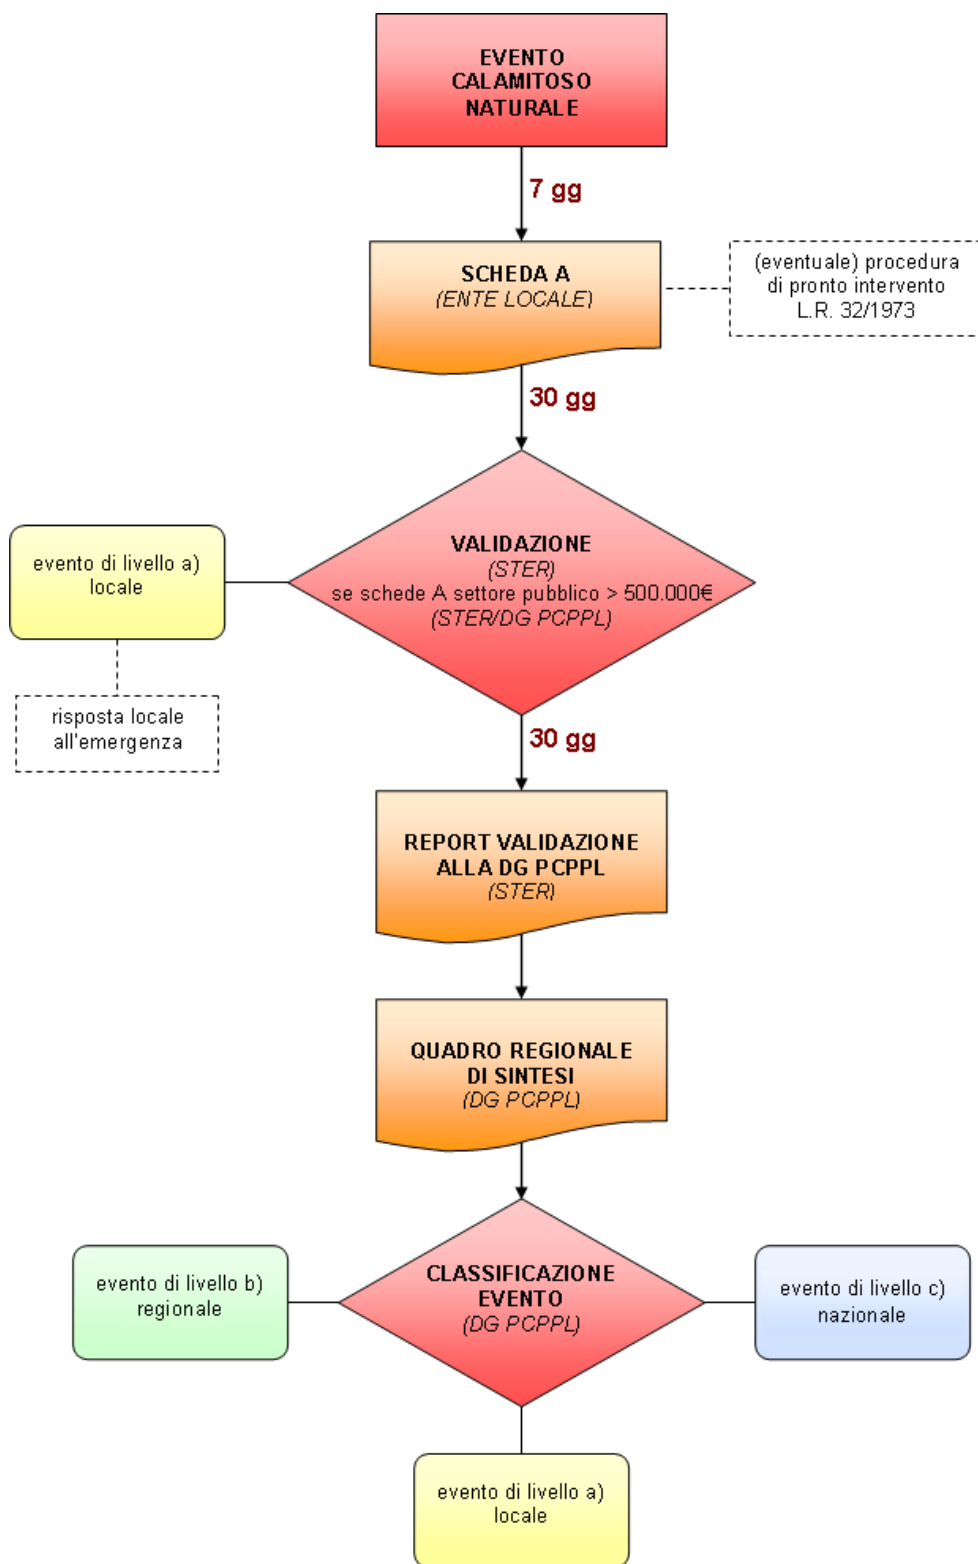 EVENTO
CALAMITOSO
NATURALE
7 gg
SCHEDA A
(ENTE LOCALE)
(eventuale) procedura
di pronto intervento
L.R. 32/1973
30 gg
VALIDAZIONE
(STER)
se schede A settore pubblico > 500.000€
(STER/DG PCPPL)
evento di livello a)
locale
risposta locale
all'emergenza
30 gg
REPORT VALIDAZIONE
ALLA DG PCPPL
(STER)
QUADRO REGIONALE
DI SINTESI
(DG PCPPL)
CLASSIFICAZIONE
EVENTO
(DG PCPPL)
evento di livello b)
regionale
evento di livello c)
nazionale
evento di livello a)
locale